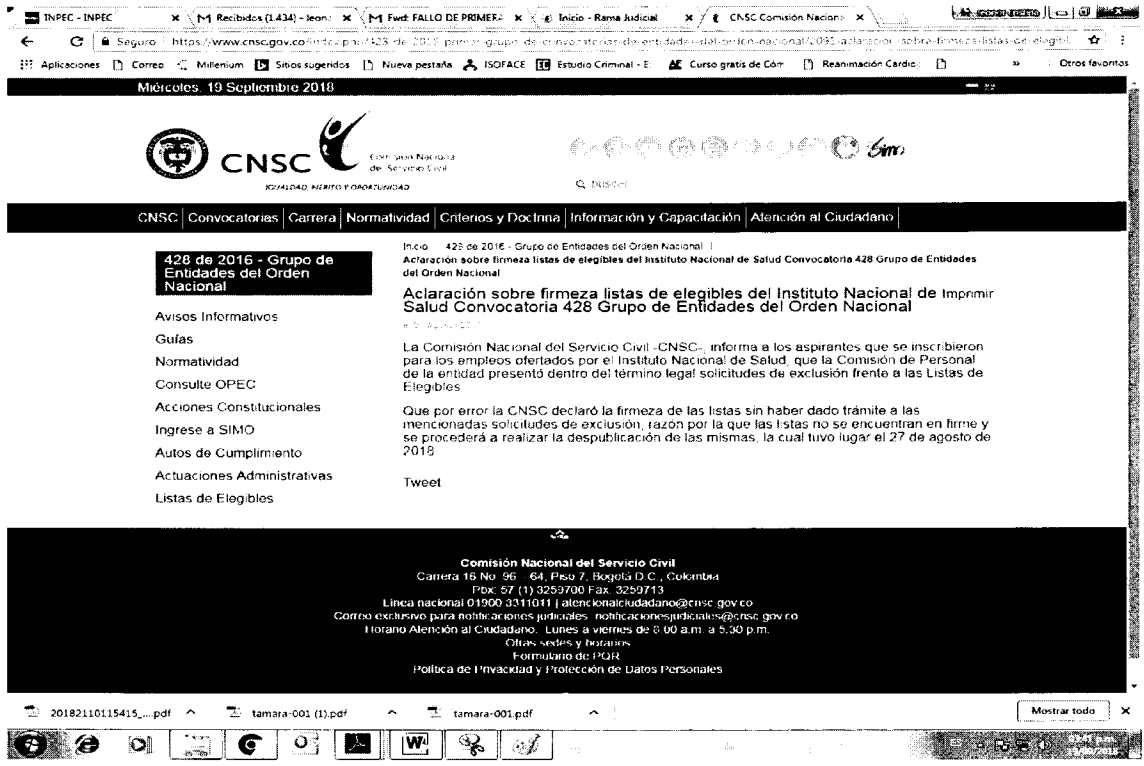 INPEC - INPEC
Recibidos (1.434) - leon.
Fwd: FALLO DE PRIMERA
Inicio - Rama Judicial
CNSC Comisión Naciona
Seguro https://www.cnsc.gov.co
Aplicaciones Correo Millenium Sitios sugeridos Nueva pestaña ISOFACE Estudio Criminal - E: Curso gratis de Cóm Reanimación Cardio » Otros favoritos
Miércoles, 19 Septiembre 2018
CNSC
Comisión Nacional
de Servicio Civil
IGUALDAD, MÉRITO Y OPORTUNIDAD
Simo
buscar
CNSC Convocatorias Carrera Normatividad Criterios y Doctrina Información y Capacitación Atención al Ciudadano
428 de 2016 - Grupo de
Entidades del Orden
Nacional
Avisos Informativos
Guías
Normatividad
Consulte OPEC
Acciones Constitucionales
Ingrese a SIMO
Autos de Cumplimiento
Actuaciones Administrativas
Listas de Elegibles
Inicio 428 de 2016 - Grupo de Entidades del Orden Nacional |
Aclaración sobre firmeza listas de elegibles del Instituto Nacional de Salud Convocatoria 428 Grupo de Entidades
del Orden Nacional
Aclaración sobre firmeza listas de elegibles del Instituto Nacional de Imprimir
Salud Convocatoria 428 Grupo de Entidades del Orden Nacional
La Comisión Nacional del Servicio Civil -CNSC-, informa a los aspirantes que se inscribieron
para los empleos ofertados por el Instituto Nacional de Salud, que la Comisión de Personal
de la entidad presentó dentro del término legal solicitudes de exclusión frente a las Listas de
Elegibles
Que por error la CNSC declaró la firmeza de las listas sin haber dado trámite a las
mencionadas solicitudes de exclusión, razón por la que las listas no se encuentran en firme y
se procederá a realizar la despublicación de las mismas, la cual tuvo lugar el 27 de agosto de
2018
Tweet
Comisión Nacional del Servicio Civil
Carrera 16 No. 96 - 64, Piso 7, Bogotá D.C., Colombia
Pbx: 57 (1) 3259700 Fax: 3259713
Línea nacional 01900 3311011 | atencionalciudadano@cnsc.gov.co
Correo exclusivo para notificaciones judiciales: notificacionesjudiciales@cnsc.gov.co
Horario Atención al Ciudadano: Lunes a viernes de 8:00 a.m. a 5:30 p.m.
Otras sedes y horarios
Formulario de PQR
Política de Privacidad y Protección de Datos Personales
20182110115415_....pdf tamara-001 (1).pdf tamara-001.pdf Mostrar todo